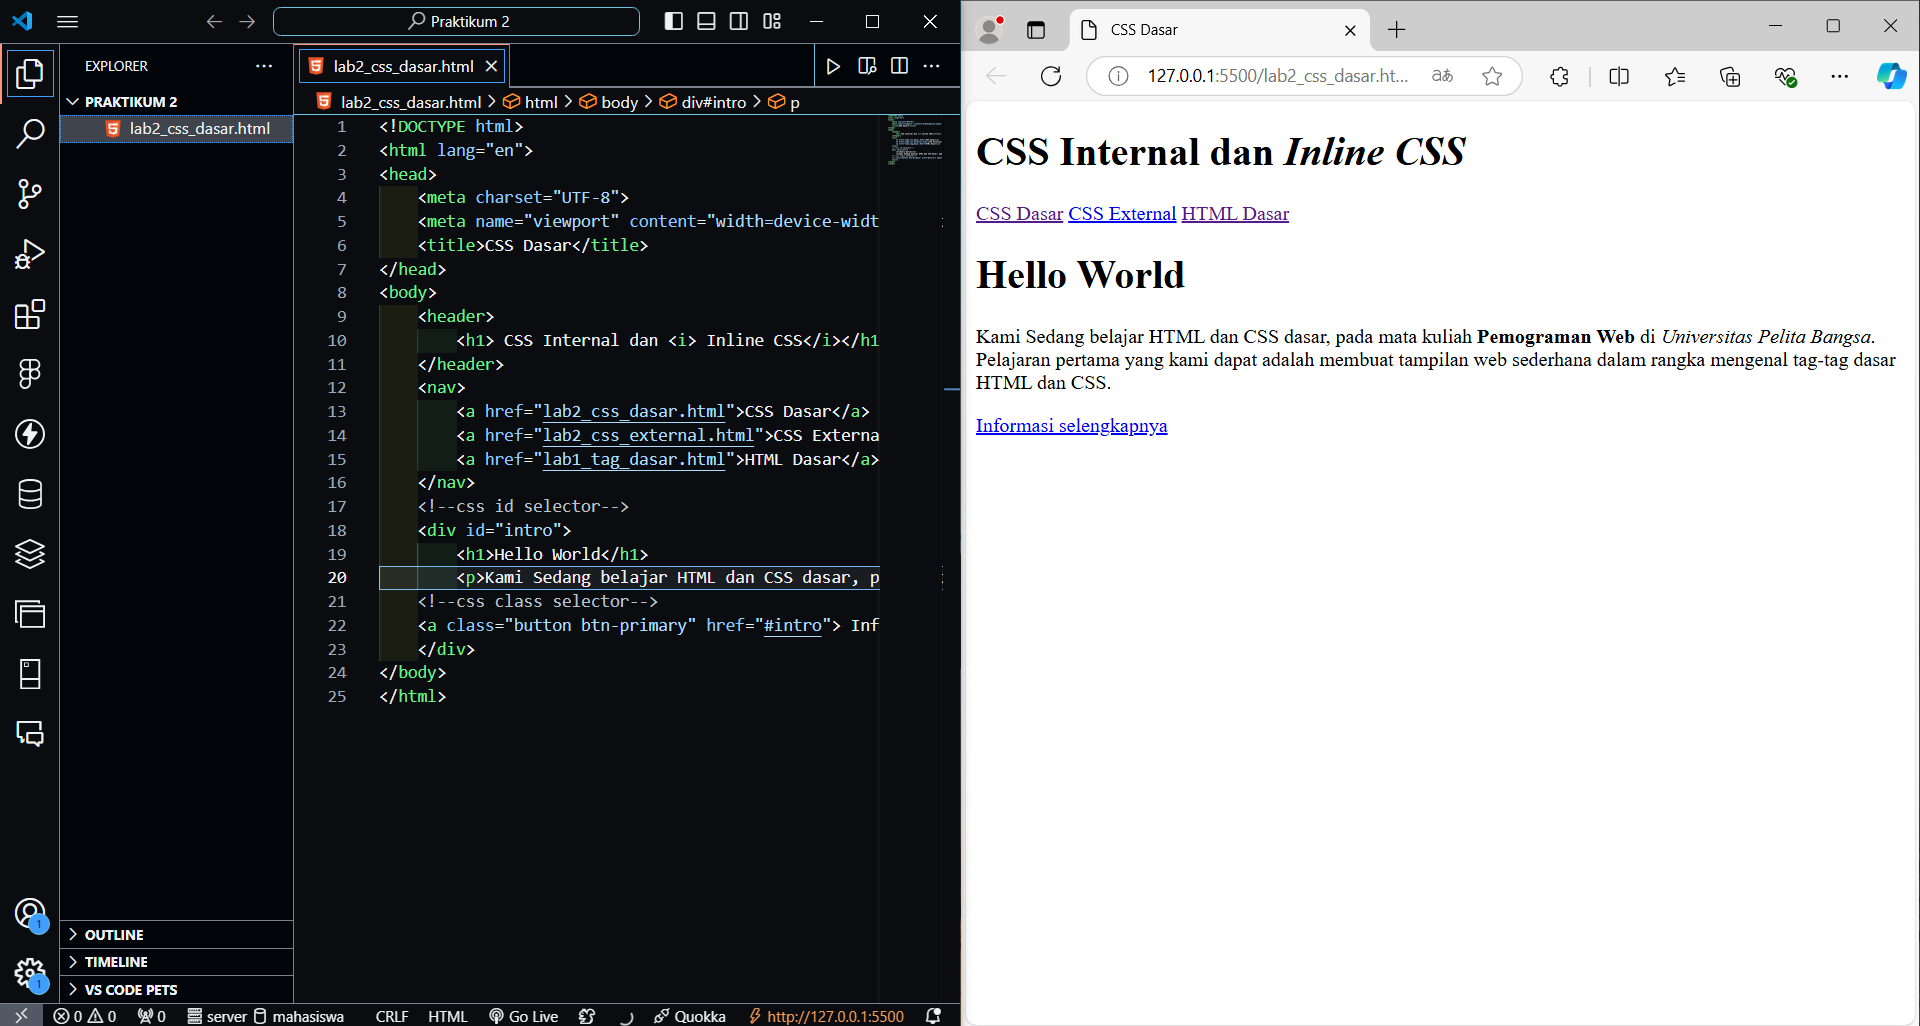 Praktikum 2
EXPLORER
PRAKTIKUM 2
lab2_css_dasar.html
OUTLINE
TIMELINE
VS CODE PETS
lab2_css_dasar.html
lab2_css_dasar.html > html > body > div#intro > p
1 <!DOCTYPE html>
2 <html lang="en">
3 <head>
4 <meta charset="UTF-8">
5 <meta name="viewport" content="width=device-widt
6 <title>CSS Dasar</title>
7 </head>
8 <body>
9 <header>
10 <h1> CSS Internal dan <i> Inline CSS</i></h1
11 </header>
12 <nav>
13 <a href="lab2_css_dasar.html">CSS Dasar</a>
14 <a href="lab2_css_external.html">CSS Externa
15 <a href="lab1_tag_dasar.html">HTML Dasar</a>
16 </nav>
17 <!--css id selector-->
18 <div id="intro">
19 <h1>Hello World</h1>
20 <p>Kami Sedang belajar HTML dan CSS dasar, p
21 <!--css class selector-->
22 <a class="button btn-primary" href="#intro"> Inf
23 </div>
24 </body>
25 </html>
1
1
0 0 0 server mahasiswa CRLF HTML Go Live Quokka http://127.0.0.1:5500
CSS Dasar
127.0.0.1:5500/lab2_css_dasar.ht...
CSS Internal dan Inline CSS
CSS Dasar CSS External HTML Dasar
Hello World
Kami Sedang belajar HTML dan CSS dasar, pada mata kuliah Pemograman Web di Universitas Pelita Bangsa.
Pelajaran pertama yang kami dapat adalah membuat tampilan web sederhana dalam rangka mengenal tag-tag dasar
HTML dan CSS.
Informasi selengkapnya